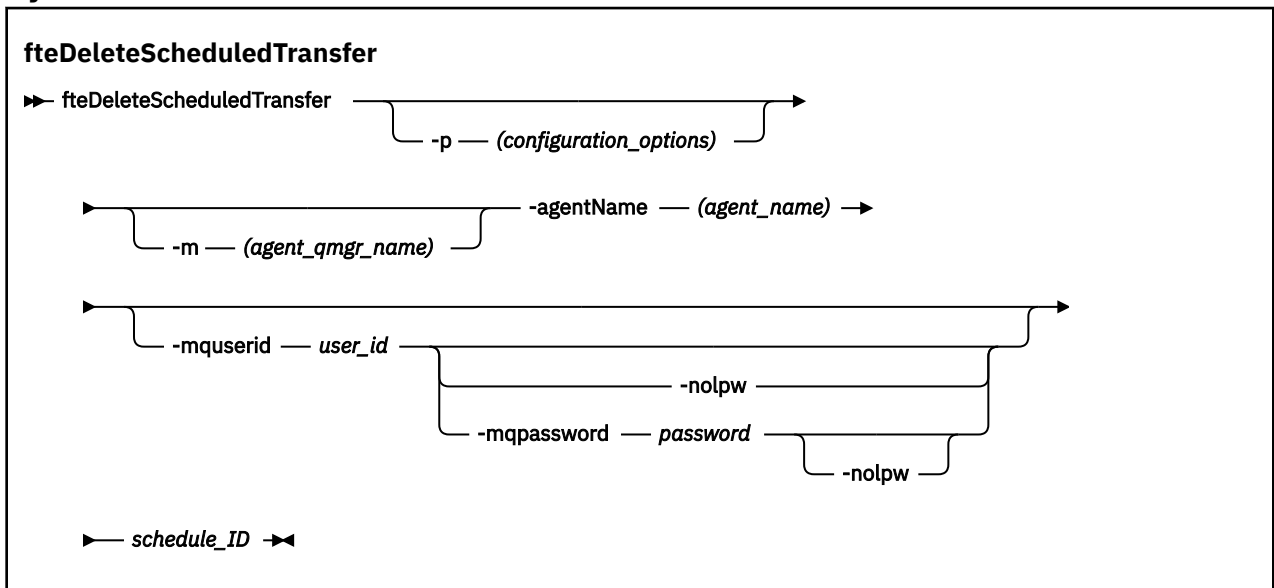 fteDeleteScheduledTransfer
fteDeleteScheduledTransfer
-p (configuration_options)
-agentName (agent_name)
-m (agent_qmgr_name)
-mquserid user_id
-nolpw
-mqpassword password
-nolpw
schedule_ID